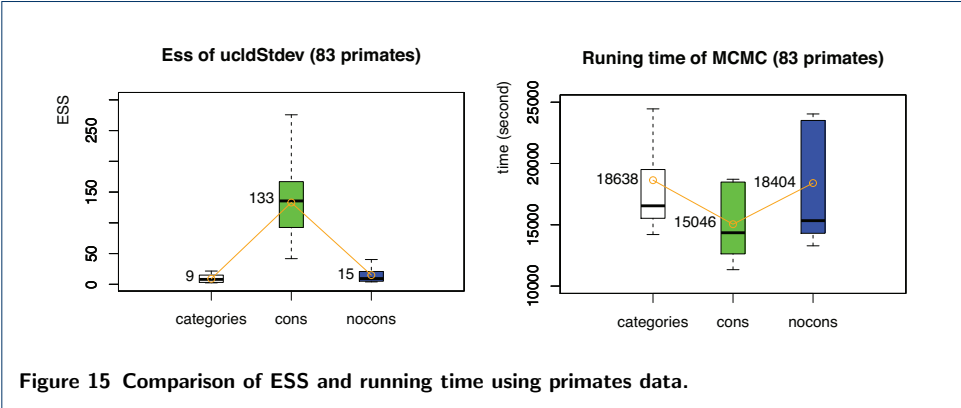 Ess of ucldStdev (83 primates)
ESS
250
150
50
0
9
133
15
categories cons nocons
Runing time of MCMC (83 primates)
time (second)
25000
20000
15000
10000
18638
15046
18404
categories cons nocons
Figure 15 Comparison of ESS and running time using primates data.